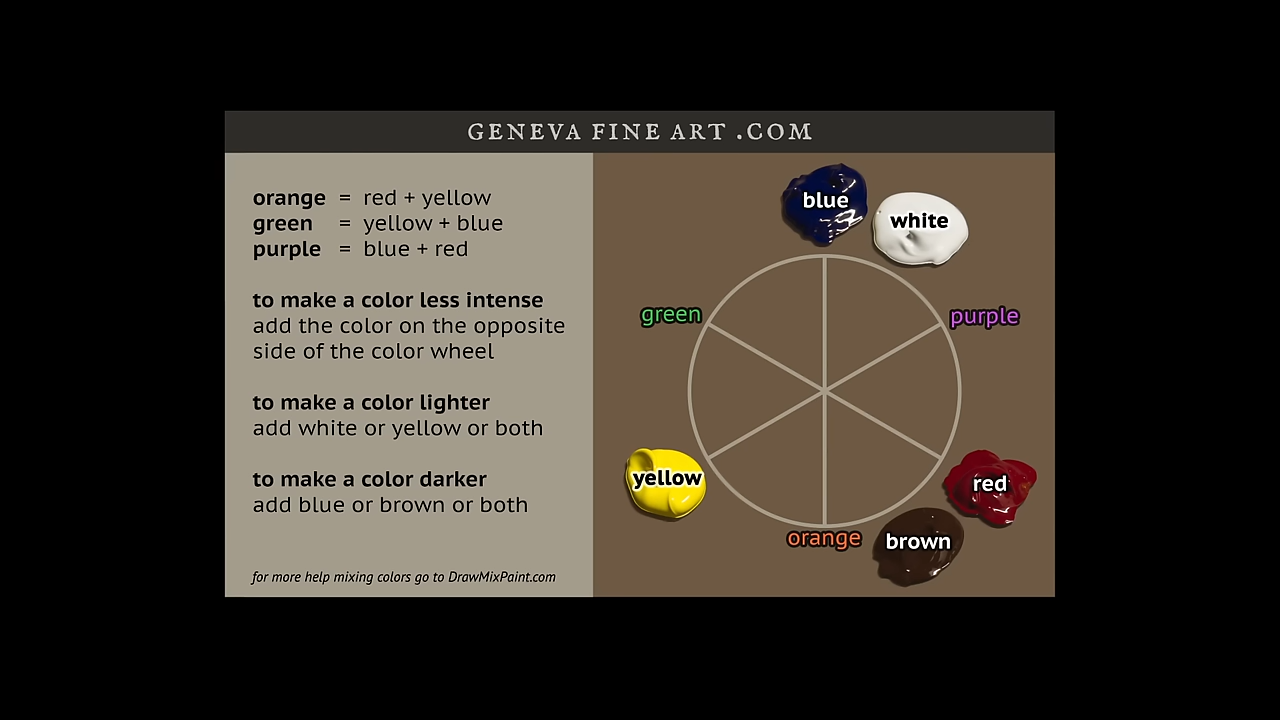 GENEVA FINE ART .COM
orange = red + yellow
green = yellow + blue
purple = blue + red
to make a color less intense
add the color on the opposite
side of the color wheel
to make a color lighter
add white or yellow or both
to make a color darker
add blue or brown or both
for more help mixing colors go to DrawMixPaint.com
blue
white
green
purple
yellow
red
orange
brown